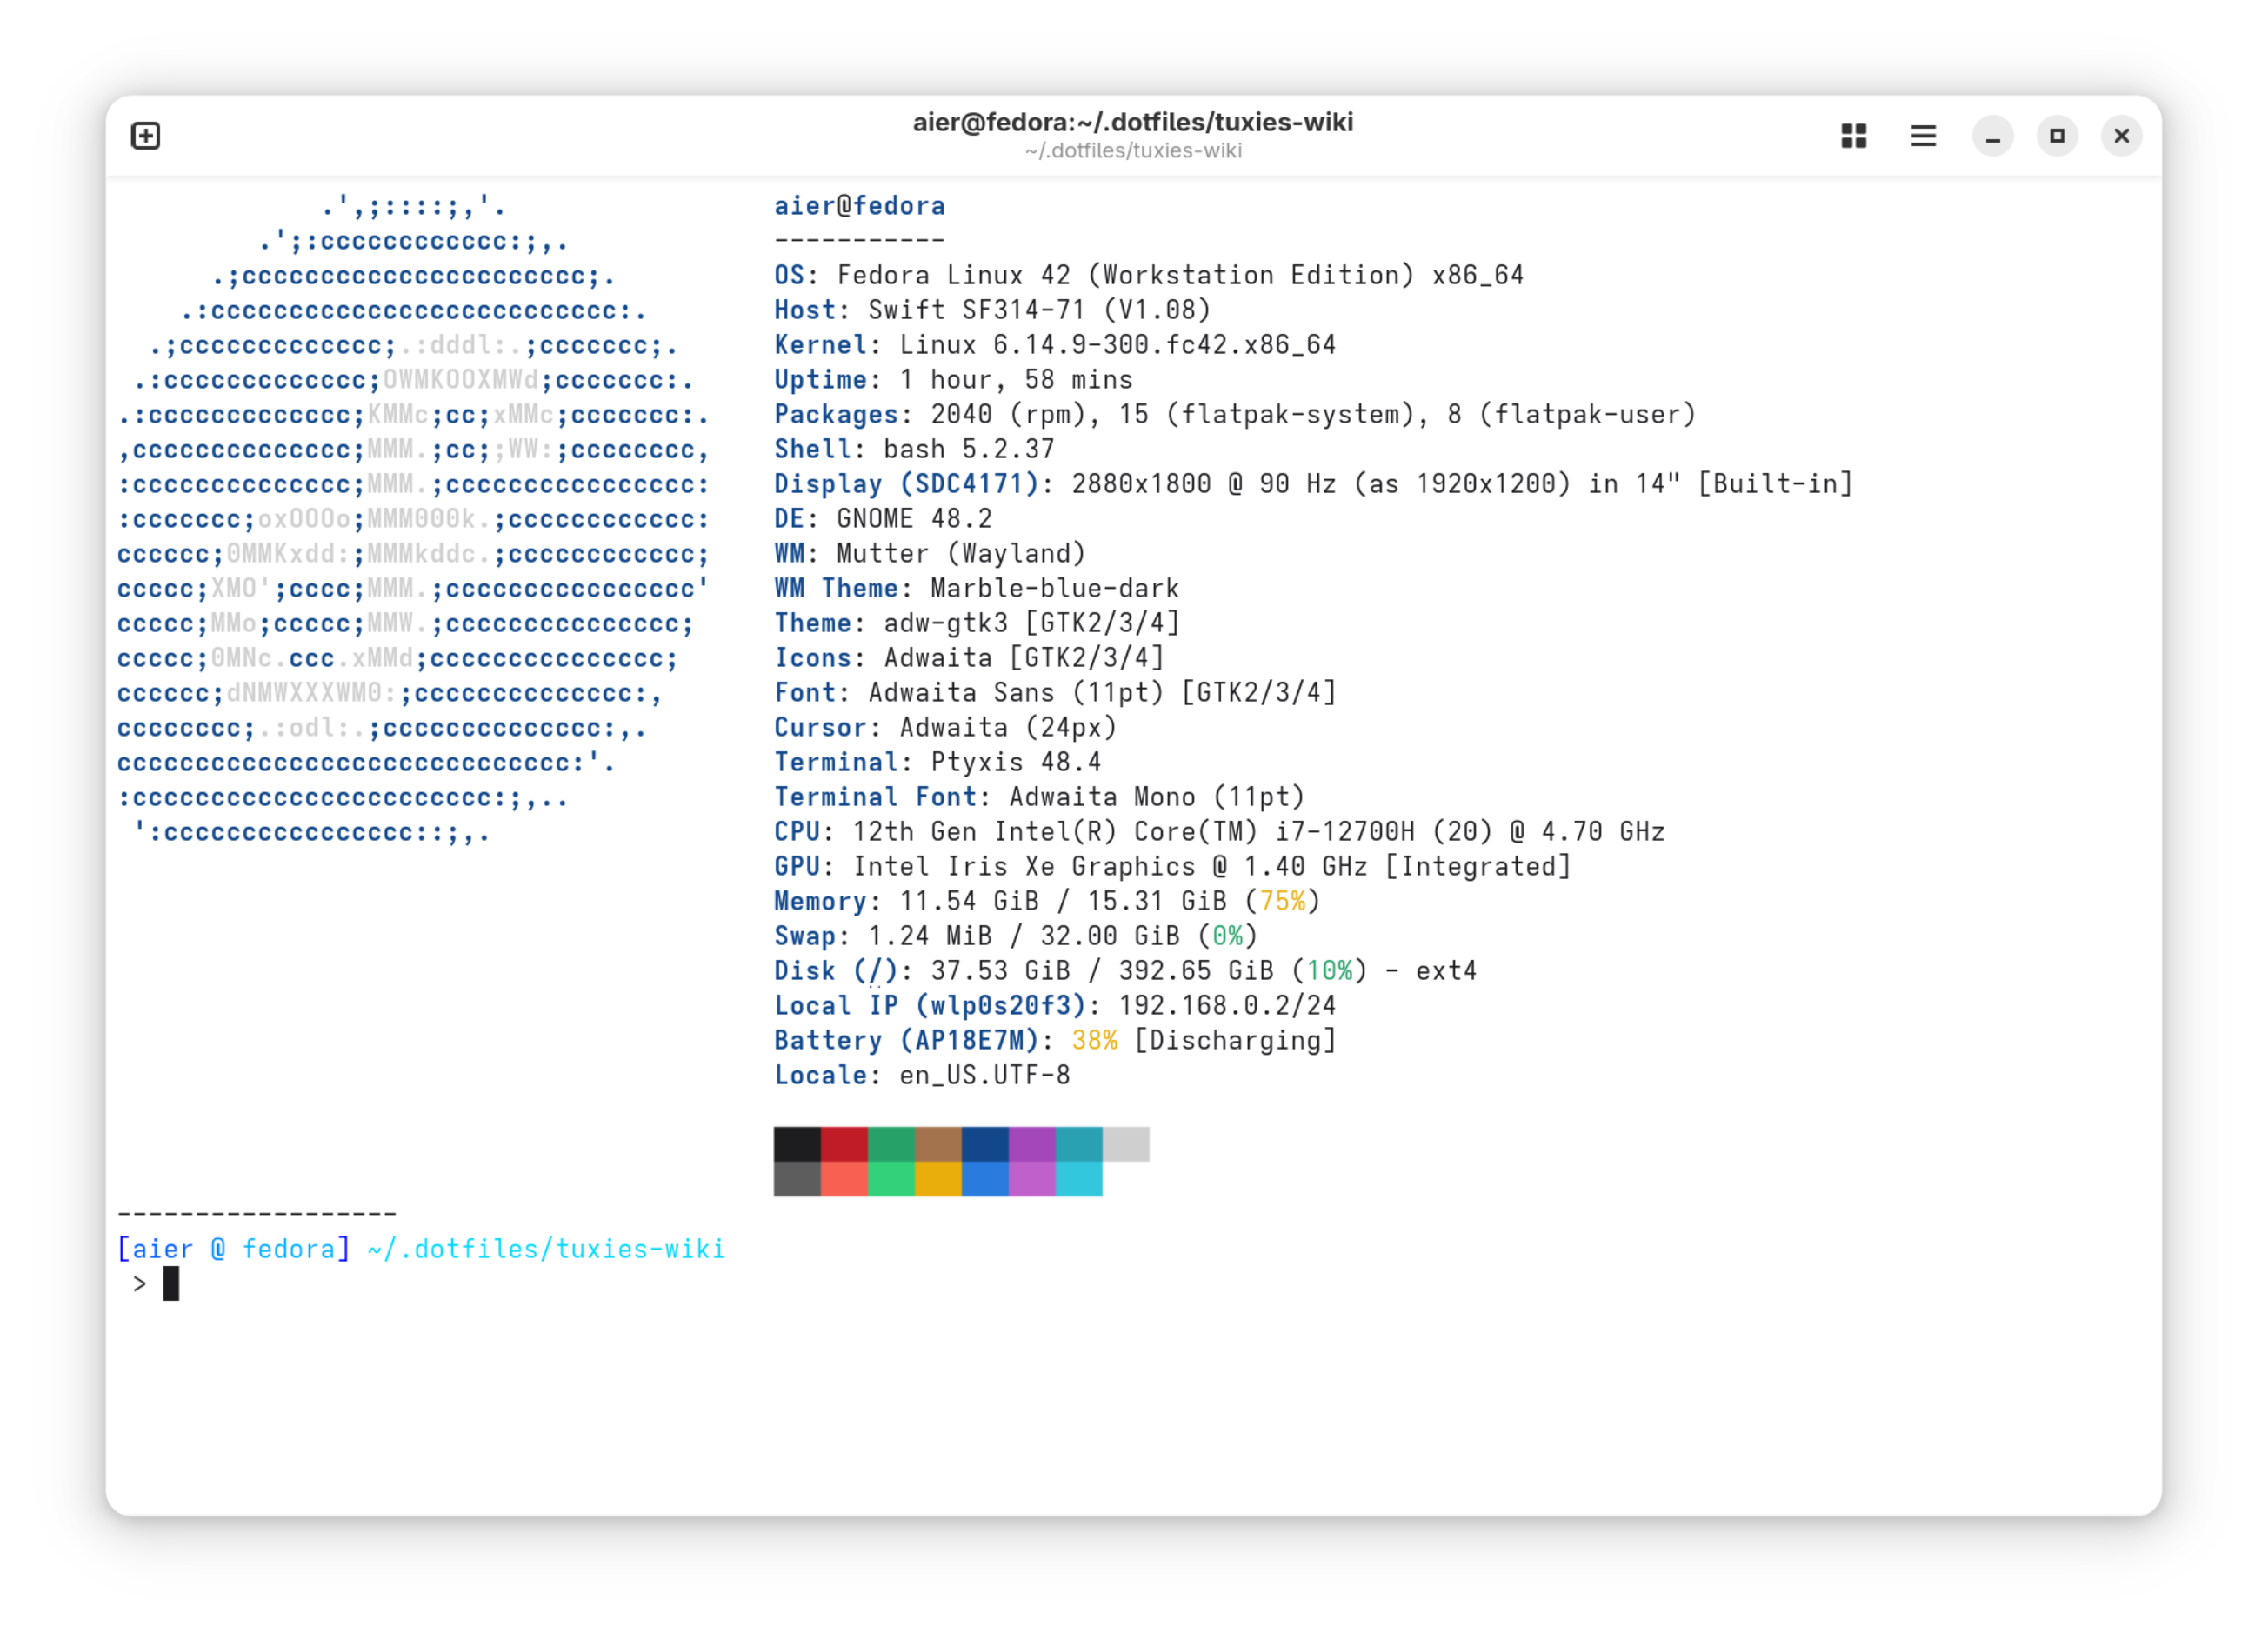 aier@fedora:~/.dotfiles/tuxies-wiki
~/.dotfiles/tuxies-wiki
.',;::::;,'.
.';:cccccccccccc:;,.
.;cccccccccccccccccccccc;.
.:cccccccccccccccccccccccccc:.
.;ccccccccccccc;.:dddl:.;ccccccc;.
.:ccccccccccccc;OWMKOOXMWd;ccccccc:.
.:ccccccccccccc;KMMc;cc;xMMc;ccccccc:.
,cccccccccccccc;MMM.;cc;;WW:;cccccccc,
:cccccccccccccc;MMM.;cccccccccccccccc:
:ccccccc;oxOOOo;MMM000k.;cccccccccccc:
cccccc;0MMKxdd:;MMMkddc.;cccccccccccc;
ccccc;XMO';cccc;MMM.;cccccccccccccccc'
ccccc;MMo;ccccc;MMW.;ccccccccccccccc;
ccccc;0MNc.ccc.xMMd;ccccccccccccccc;
cccccc;dNMWXXXWM0:;cccccccccccccc:,
cccccccc;.:odl:.;cccccccccccccc:,.
ccccccccccccccccccccccccccccc:'.
:ccccccccccccccccccccccc:;,..
':cccccccccccccccc::;,.
aier@fedora
-----------
OS: Fedora Linux 42 (Workstation Edition) x86_64
Host: Swift SF314-71 (V1.08)
Kernel: Linux 6.14.9-300.fc42.x86_64
Uptime: 1 hour, 58 mins
Packages: 2040 (rpm), 15 (flatpak-system), 8 (flatpak-user)
Shell: bash 5.2.37
Display (SDC4171): 2880x1800 @ 90 Hz (as 1920x1200) in 14" [Built-in]
DE: GNOME 48.2
WM: Mutter (Wayland)
WM Theme: Marble-blue-dark
Theme: adw-gtk3 [GTK2/3/4]
Icons: Adwaita [GTK2/3/4]
Font: Adwaita Sans (11pt) [GTK2/3/4]
Cursor: Adwaita (24px)
Terminal: Ptyxis 48.4
Terminal Font: Adwaita Mono (11pt)
CPU: 12th Gen Intel(R) Core(TM) i7-12700H (20) @ 4.70 GHz
GPU: Intel Iris Xe Graphics @ 1.40 GHz [Integrated]
Memory: 11.54 GiB / 15.31 GiB (75%)
Swap: 1.24 MiB / 32.00 GiB (0%)
Disk (/): 37.53 GiB / 392.65 GiB (10%) - ext4
Local IP (wlp0s20f3): 192.168.0.2/24
Battery (AP18E7M): 38% [Discharging]
Locale: en_US.UTF-8
------------------
[aier @ fedora] ~/.dotfiles/tuxies-wiki
>